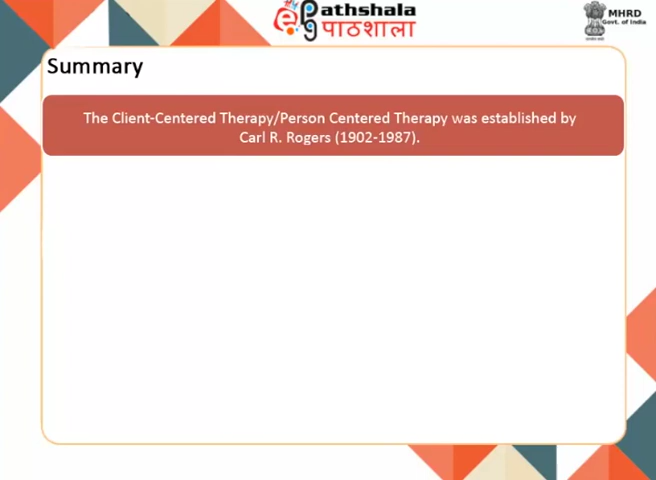 ePG Pathshala
पाठशाला
MHRD
Govt. of India
Summary
The Client-Centered Therapy/Person Centered Therapy was established by
Carl R. Rogers (1902-1987).